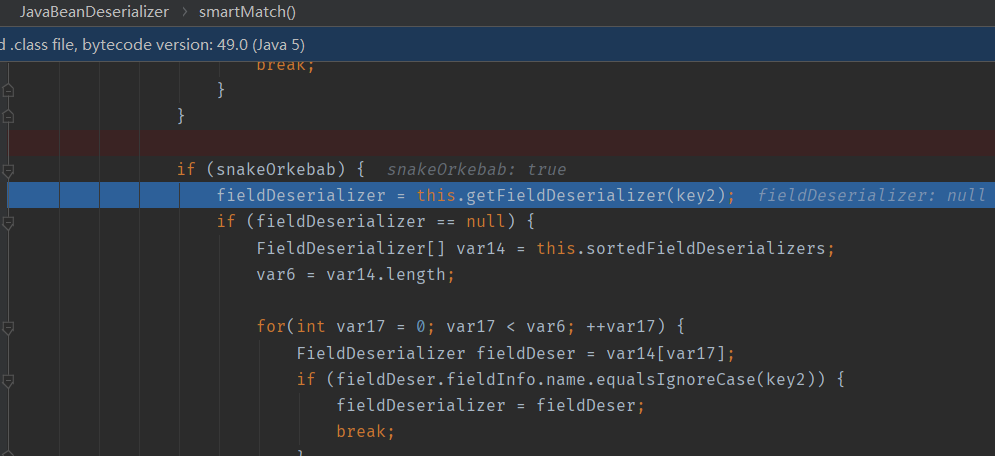 JavaBeanDeserializer > smartMatch()
d .class file, bytecode version: 49.0 (Java 5)
break;
}
}
if (snakeOrkebab) { snakeOrkebab: true
fieldDeserializer = this.getFieldDeserializer(key2); fieldDeserializer: null
if (fieldDeserializer == null) {
FieldDeserializer[] var14 = this.sortedFieldDeserializers;
var6 = var14.length;
for(int var17 = 0; var17 < var6; ++var17) {
FieldDeserializer fieldDeser = var14[var17];
if (fieldDeser.fieldInfo.name.equalsIgnoreCase(key2)) {
fieldDeserializer = fieldDeser;
break;
}